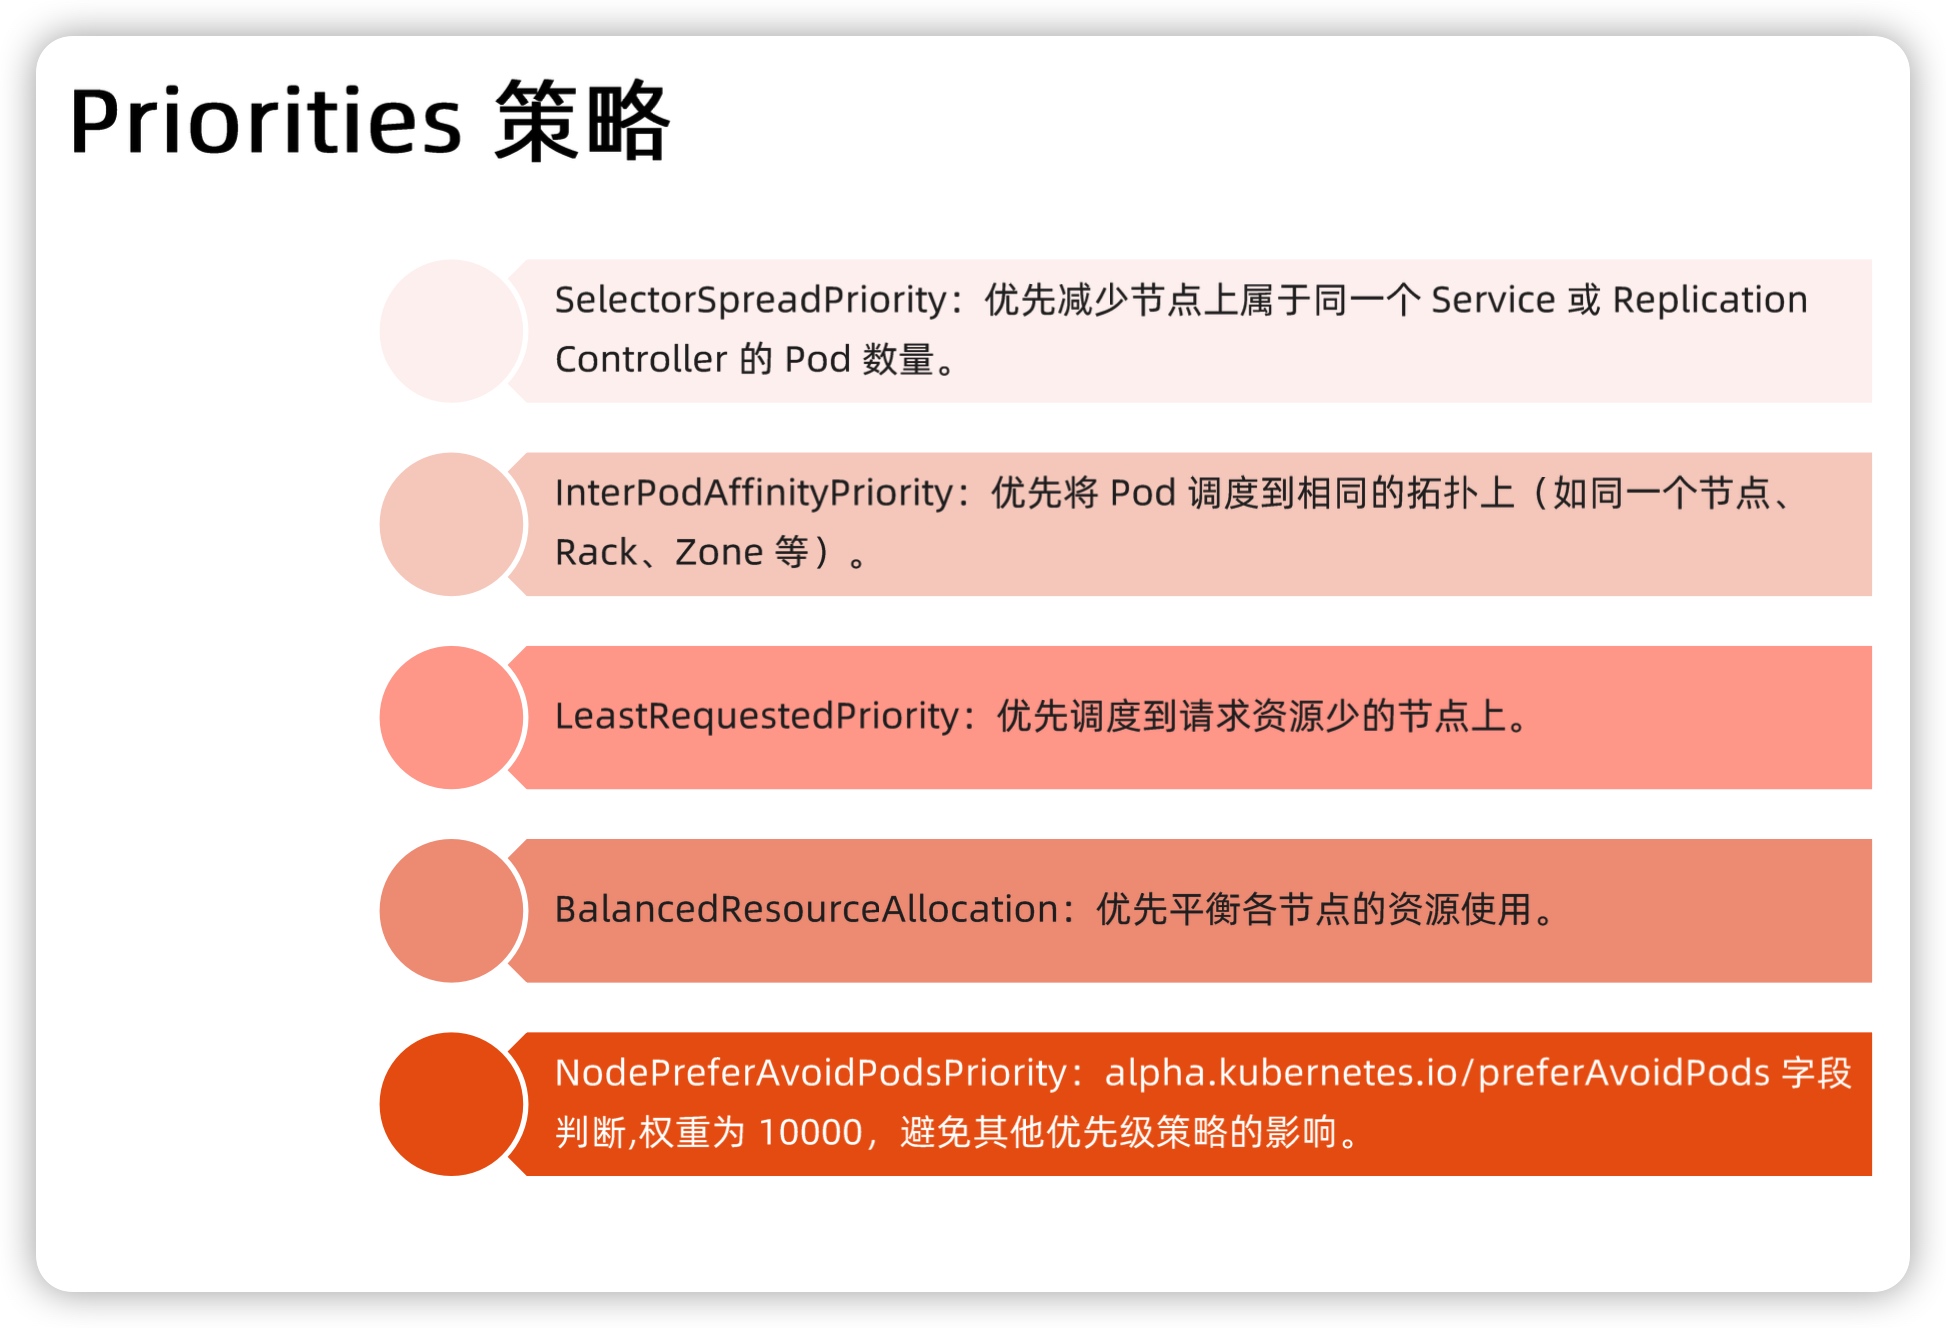 Priorities 策略
SelectorSpreadPriority：优先减少节点上属于同一个 Service 或 Replication
Controller 的 Pod 数量。
InterPodAffinityPriority：优先将 Pod 调度到相同的拓扑上（如同一个节点、
Rack、Zone 等）。
LeastRequestedPriority：优先调度到请求资源少的节点上。
BalancedResourceAllocation：优先平衡各节点的资源使用。
NodePreferAvoidPodsPriority：alpha.kubernetes.io/preferAvoidPods 字段
判断,权重为 10000，避免其他优先级策略的影响。